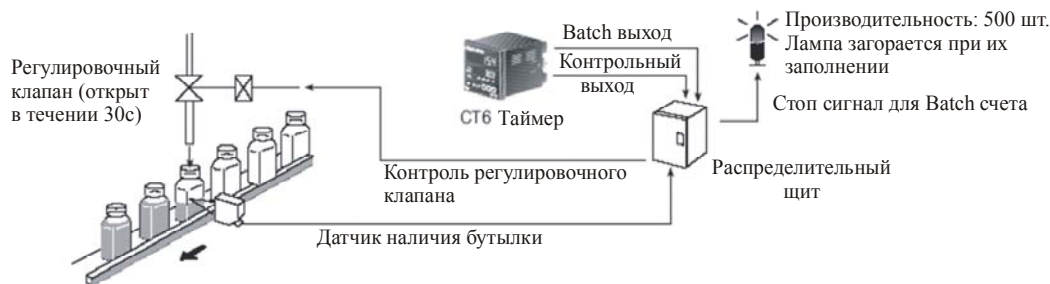 Регулировочный
клапан (открыт
в течении 30с)
Batch выход
Контрольный
выход
СТ6 Таймер
Производительность: 500 шт.
Лампа загорается при их
заполнении
Стоп сигнал для Batch счета
Распределительный
щит
Контроль регулировочного
клапана
Датчик наличия бутылки